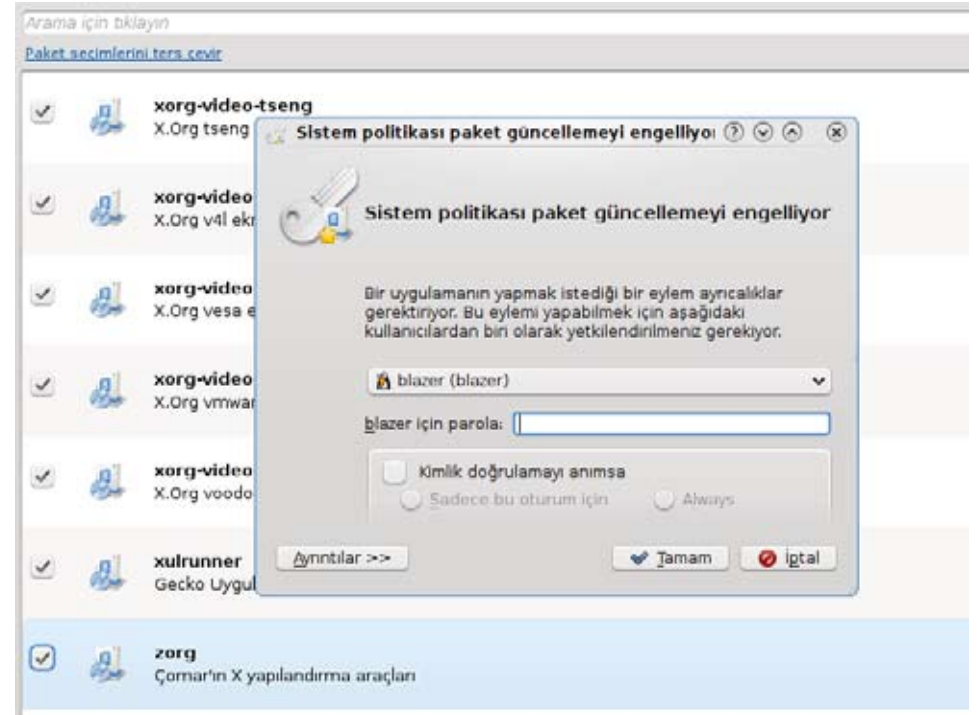 Arama için tıklayın
Paket seçimlerini ters çevir
xorg-video-tseng
X.Org tseng
Sistem politikası paket güncellemeyi engelliyor
xorg-video
X.Org v4l ekr
Sistem politikası paket güncellemeyi engelliyor
xorg-video
X.Org vesa e
Bir uygulamanın yapmak istediği bir eylem ayrıcalıklar
gerektiriyor. Bu eylemi yapabilmek için aşağıdaki
kullanıcılardan biri olarak yetkilendirilmeniz gerekiyor.
xorg-video
X.Org vmwar
blazer (blazer)
blazer için parola:
xorg-video
X.Org voodo
Kimlik doğrulamayı anımsa
Sadece bu oturum için
Always
xulrunner
Gecko Uygul
Ayrıntılar >>
Tamam
İptal
zorg
Çomar'ın X yapılandırma araçları